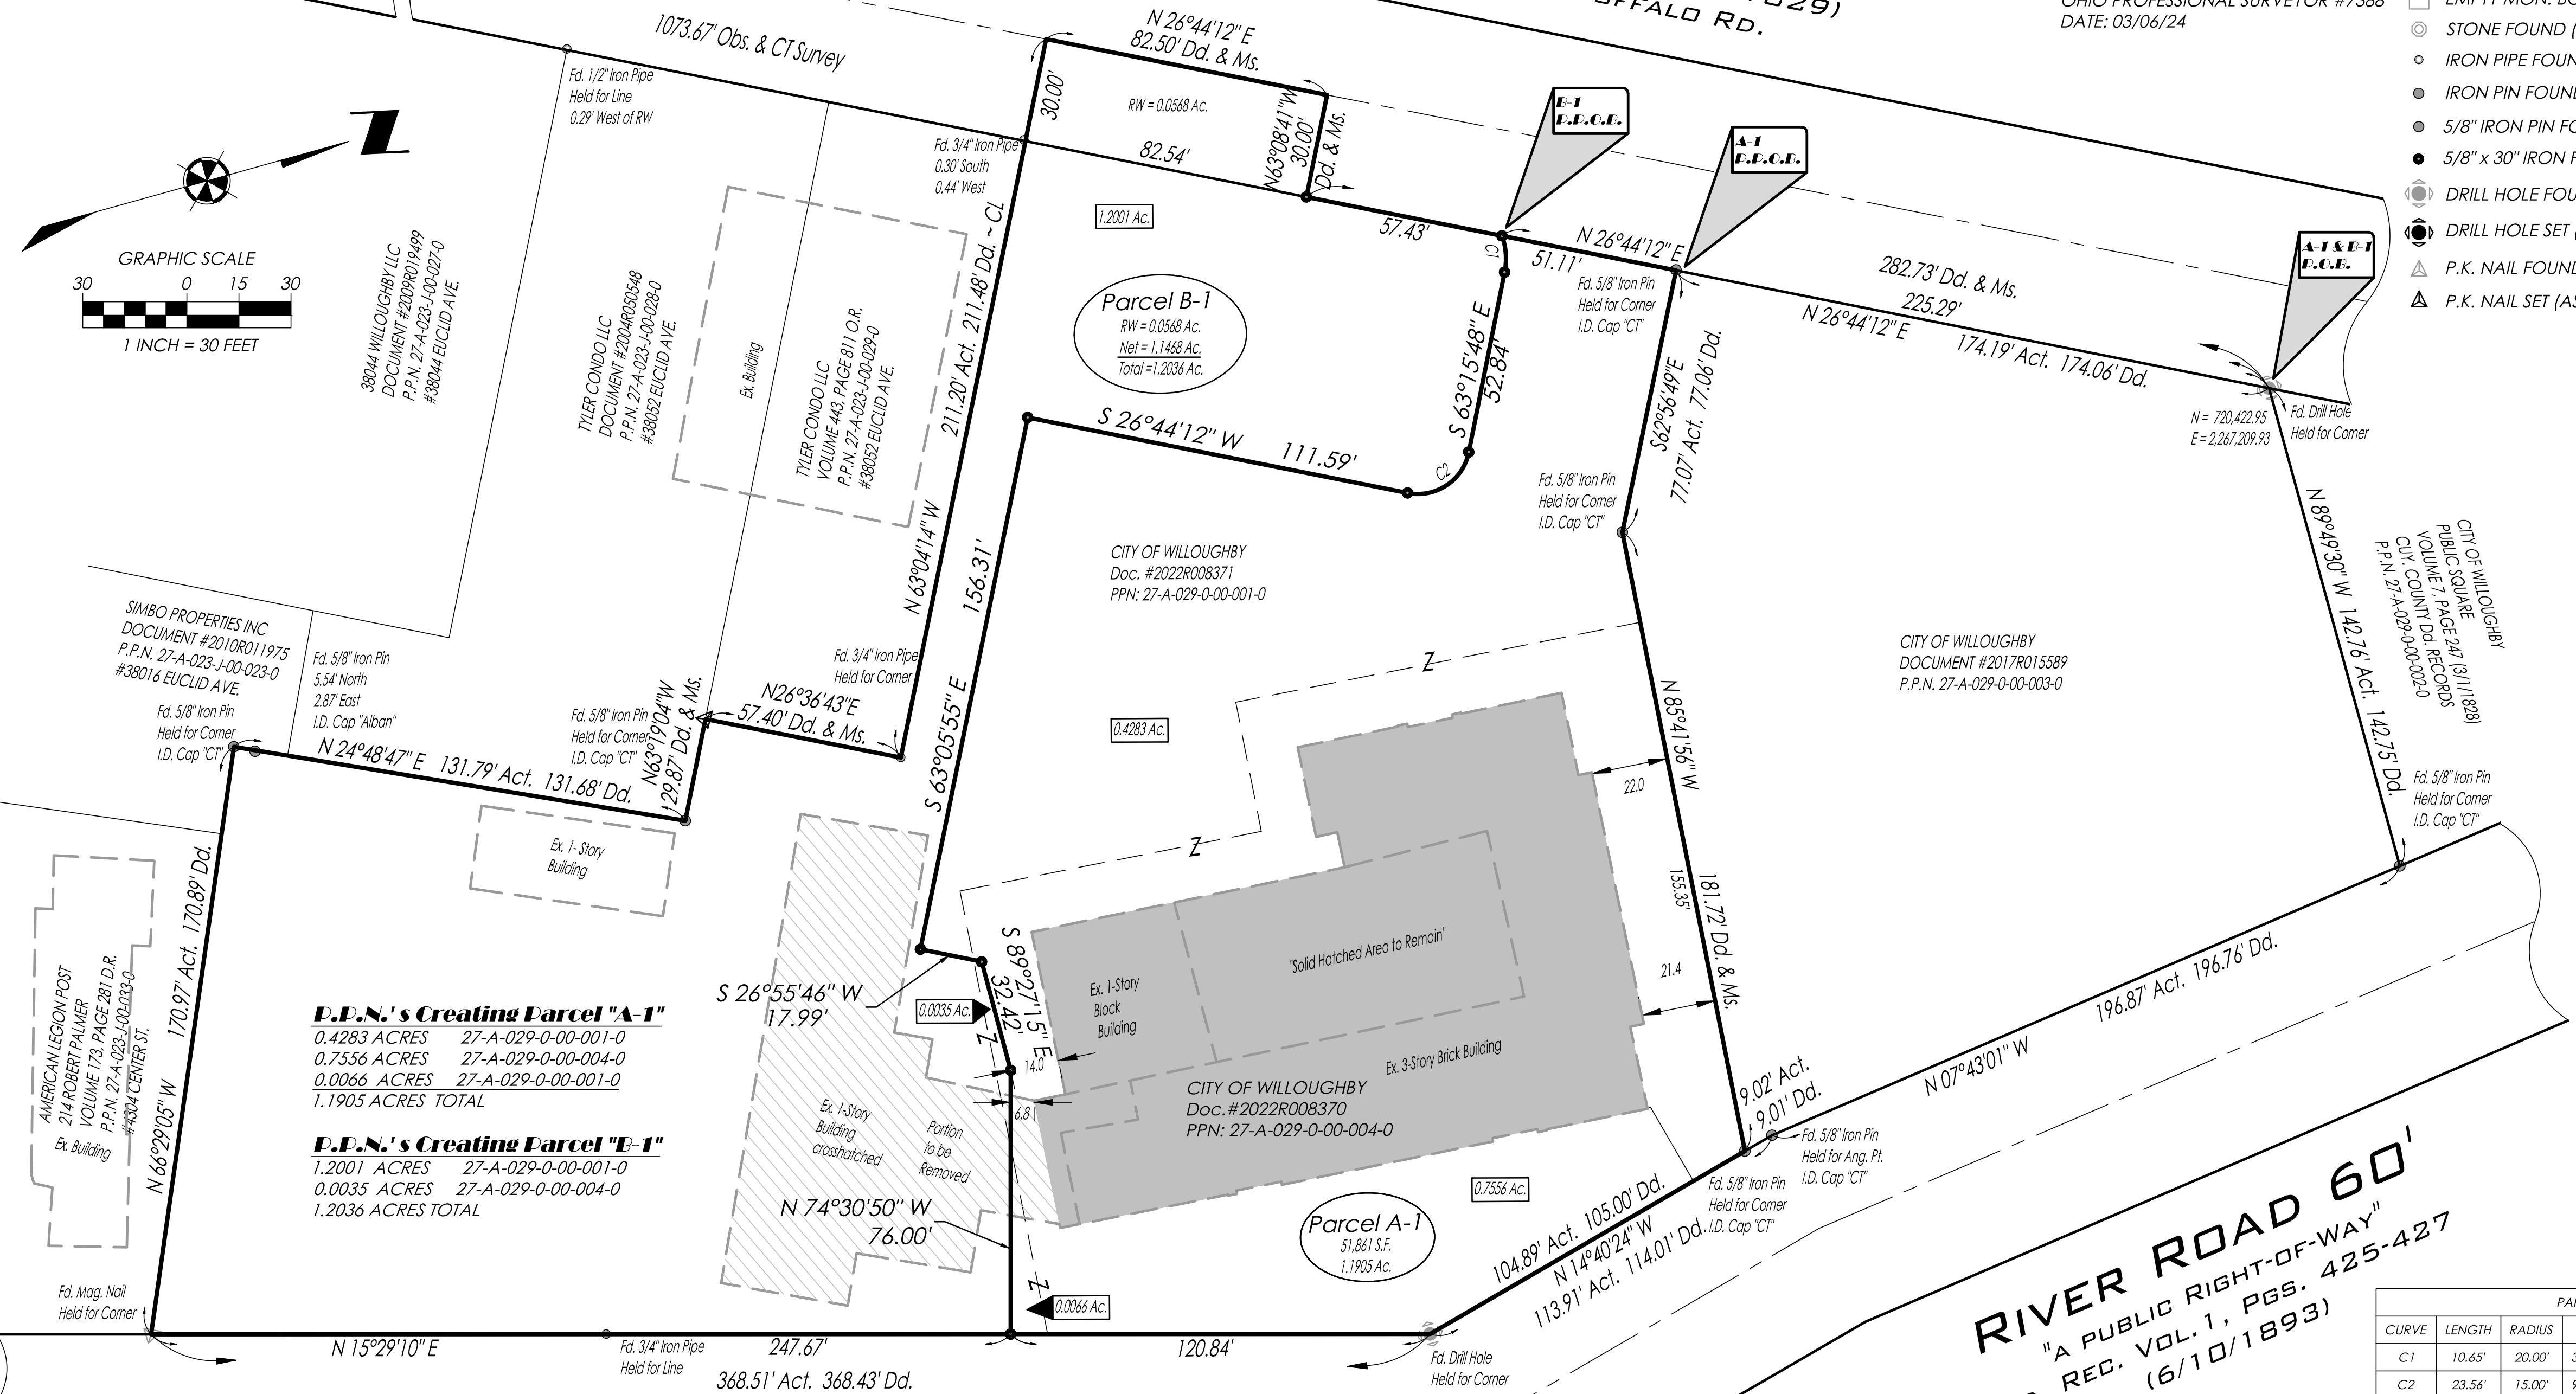 1073.67' Obs. & CT Survey
N 26°44'12" E
82.50' Dd. & Ms.
029)
FFALO RD.
DATE: 03/06/24
STONE FOUND (
IRON PIPE FOUN
IRON PIN FOUN
5/8" IRON PIN FO
5/8" x 30" IRON
DRILL HOLE FOU
DRILL HOLE SET (
P.K. NAIL FOUND
P.K. NAIL SET (AS
Fd. 1/2" Iron Pipe
Held for Line
0.29' West of RW
30.00'
RW = 0.0568 Ac.
N63°08'41"W
30.00'
Dd. & Ms.
Fd. 3/4" Iron Pipe
0.30' South
0.44' West
82.54'
B-1
P.P.O.B.
A-1
P.P.O.B.
A-1 & B-1
P.O.B.
Z
GRAPHIC SCALE
30 0 15 30
1 INCH = 30 FEET
38044 WILLOUGHBY LLC
DOCUMENT #2009R019499
P.P.N. 27-A-023-J-00-027-0
#38044 EUCLID AVE.
TYLER CONDO LLC
DOCUMENT #2004R050548
P.P.N. 27-A-023-J-00-028-0
#38052 EUCLID AVE.
Ex. Building
TYLER CONDO LLC
VOLUME 443, PAGE 811 O.R.
P.P.N. 27-A-023-J-00-029-0
#38052 EUCLID AVE.
N 63°04'14" W
211.20' Act. 211.48' Dd. ~ CL
1.2001 Ac.
Parcel B-1
RW = 0.0568 Ac.
Net = 1.1468 Ac.
Total =1.2036 Ac.
57.43'
C1
51.11'
N 26°44'12" E
Fd. 5/8" Iron Pin
Held for Corner
I.D. Cap "CT"
S 63°15'48" E
52.84'
C2
S 26°44'12" W 111.59'
S62°56'49"E
77.07' Act. 77.06' Dd.
282.73' Dd. & Ms.
225.29'
N 26°44'12" E 174.19' Act. 174.06' Dd.
N = 720,422.95
E = 2,267,209.93
Fd. Drill Hole
Held for Corner
Fd. 5/8" Iron Pin
Held for Corner
I.D. Cap "CT"
N 89°49'30" W 142.76' Act. 142.75' Dd.
CITY OF WILLOUGHBY
PUBLIC SQUARE
VOLUME 7, PAGE 247 (3/1/1828)
CUY. COUNTY Dd. RECORDS
P.P.N. 27-A-029-0-00-002-0
Fd. 5/8" Iron Pin
Held for Corner
I.D. Cap "CT"
CITY OF WILLOUGHBY
Doc. #2022R008371
PPN: 27-A-029-0-00-001-0
CITY OF WILLOUGHBY
DOCUMENT #2017R015589
P.P.N. 27-A-029-0-00-003-0
SIMBO PROPERTIES INC
DOCUMENT #2010R011975
P.P.N. 27-A-023-J-00-023-0
#38016 EUCLID AVE.
Fd. 5/8" Iron Pin
5.54' North
2.87' East
I.D. Cap "Alban"
Fd. 5/8" Iron Pin
Held for Corner
I.D. Cap "CT"
N 24°48'47" E 131.79' Act. 131.68' Dd.
Fd. 5/8" Iron Pin
Held for Corner
I.D. Cap "CT"
N63°19'04"W
29.87' Dd. & Ms.
N26°36'43"E
57.40' Dd. & Ms.
Fd. 3/4" Iron Pipe
Held for Corner
S 63°05'55" E 156.31'
0.4283 Ac.
Z
Z
22.0
N 85°41'56" W
181.72' Dd. & Ms.
155.35'
21.4
Ex. 1- Story
Building
"Solid Hatched Area to Remain"
Ex. 1-Story
Block
Building
Ex. 3-Story Brick Building
S 26°55'46" W
17.99'
0.0035 Ac.
S 89°27'15" E
32.42'
Z
14.0
6.8
CITY OF WILLOUGHBY
Doc.#2022R008370
PPN: 27-A-029-0-00-004-0
N 66°29'05" W 170.97' Act. 170.89' Dd.
AMERICAN LEGION POST
214 ROBERT PALMER
VOLUME 173, PAGE 281 D.R.
P.P.N. 27-A-023-J-00-033-0
#4304 CENTER ST.
Ex. Building
P.P.N.' s Creating Parcel "A-1"
0.4283 ACRES 27-A-029-0-00-001-0
0.7556 ACRES 27-A-029-0-00-004-0
0.0066 ACRES 27-A-029-0-00-001-0
1.1905 ACRES TOTAL
P.P.N.' s Creating Parcel "B-1"
1.2001 ACRES 27-A-029-0-00-001-0
0.0035 ACRES 27-A-029-0-00-004-0
1.2036 ACRES TOTAL
Ex. 1-Story
Building
crosshatched
Portion
to be
Removed
N 74°30'50" W
76.00'
Z
0.0066 Ac.
0.7556 Ac.
Parcel A-1
51,861 S.F.
1.1905 Ac.
9.02' Act.
9.01' Dd.
Fd. 5/8" Iron Pin
Held for Ang. Pt.
I.D. Cap "CT"
Fd. 5/8" Iron Pin
Held for Corner
I.D. Cap "CT"
196.87' Act. 196.76' Dd.
N 07°43'01" W
104.89' Act. 105.00' Dd.
N 14°40'24" W
113.91' Act. 114.01' Dd.
Fd. Mag. Nail
Held for Corner
N 15°29'10" E
Fd. 3/4" Iron Pipe
Held for Line
247.67'
368.51' Act. 368.43' Dd.
120.84'
Fd. Drill Hole
Held for Corner
RIVER ROAD 60'
"A PUBLIC RIGHT-OF-WAY"
REC. VOL. 1, PGS. 425-427
(6/10/1893)
PA
CURVE LENGTH RADIUS
C1 10.65' 20.00' 3
C2 23.56' 15.00' 9